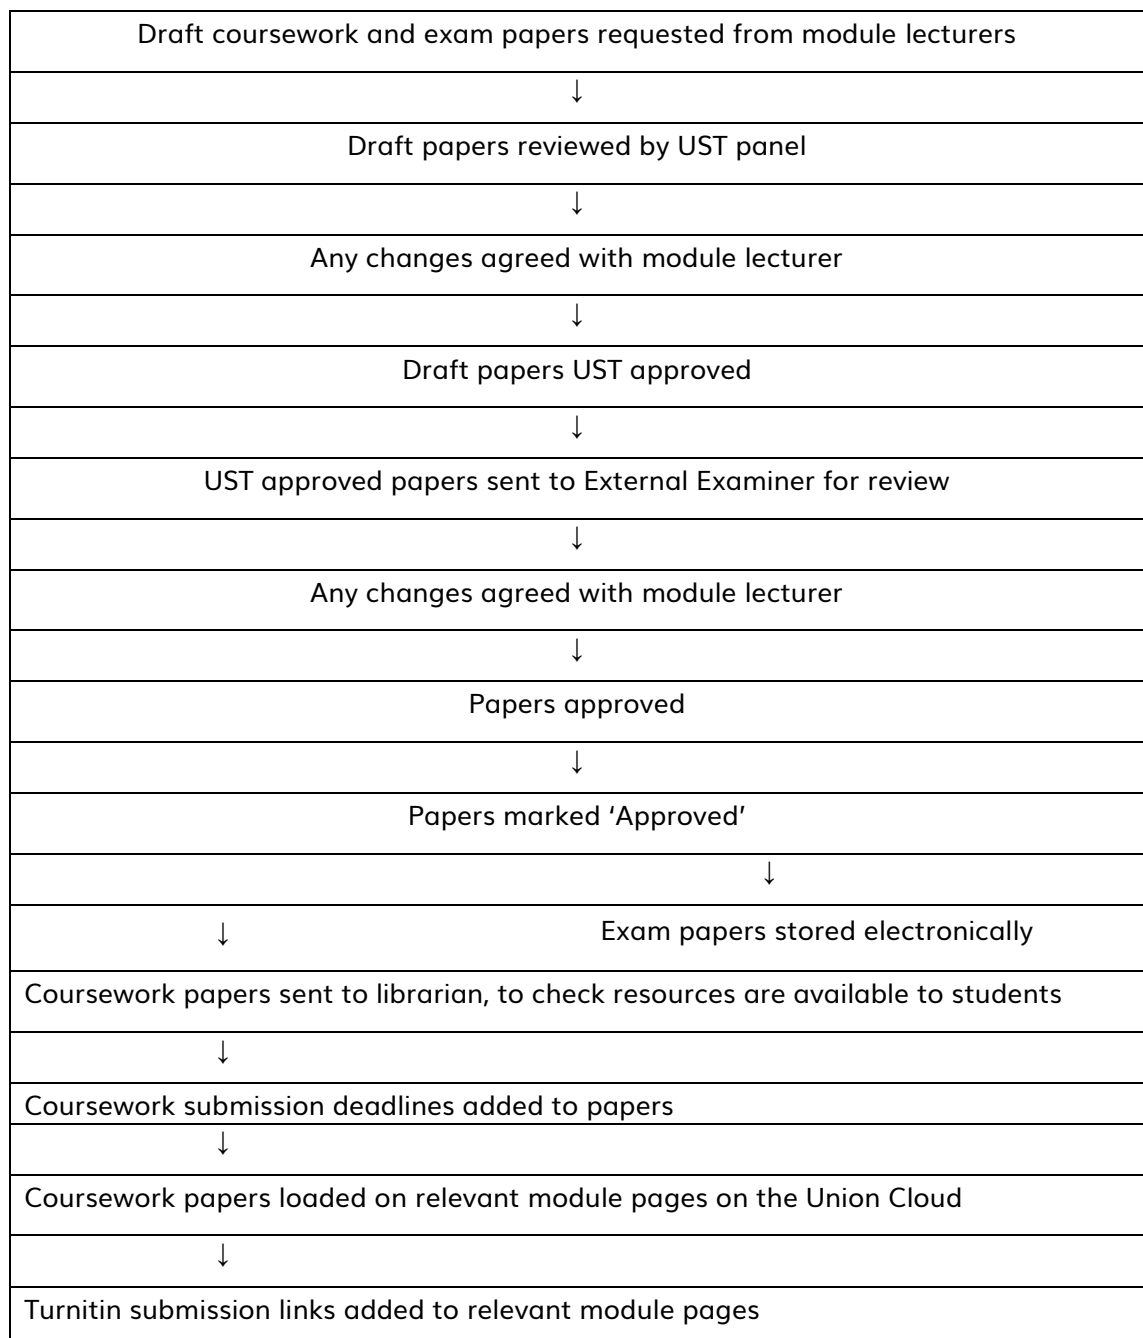 Draft coursework and exam papers requested from module lecturers
↓
Draft papers reviewed by UST panel
↓
Any changes agreed with module lecturer
↓
Draft papers UST approved
↓
UST approved papers sent to External Examiner for review
↓
Any changes agreed with module lecturer
↓
Papers approved
↓
Papers marked ‘Approved’
↓
↓ Exam papers stored electronically
Coursework papers sent to librarian, to check resources are available to students
↓
Coursework submission deadlines added to papers
↓
Coursework papers loaded on relevant module pages on the Union Cloud
↓
Turnitin submission links added to relevant module pages